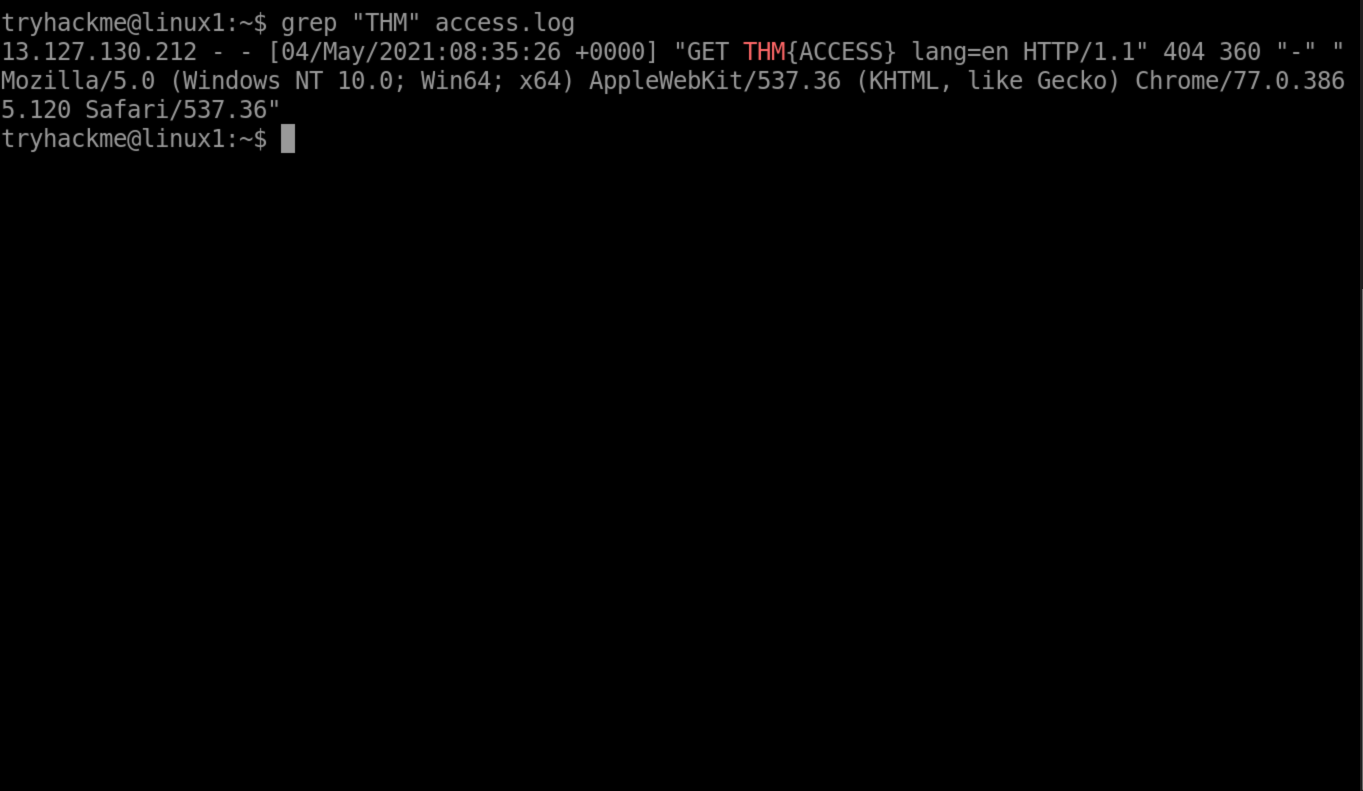 tryhackme@linux1:~$ grep "THM" access.log
13.127.130.212 - - [04/May/2021:08:35:26 +0000] "GET THM{ACCESS} lang=en HTTP/1.1" 404 360 "-" "
Mozilla/5.0 (Windows NT 10.0; Win64; x64) AppleWebKit/537.36 (KHTML, like Gecko) Chrome/77.0.386
5.120 Safari/537.36"
tryhackme@linux1:~$